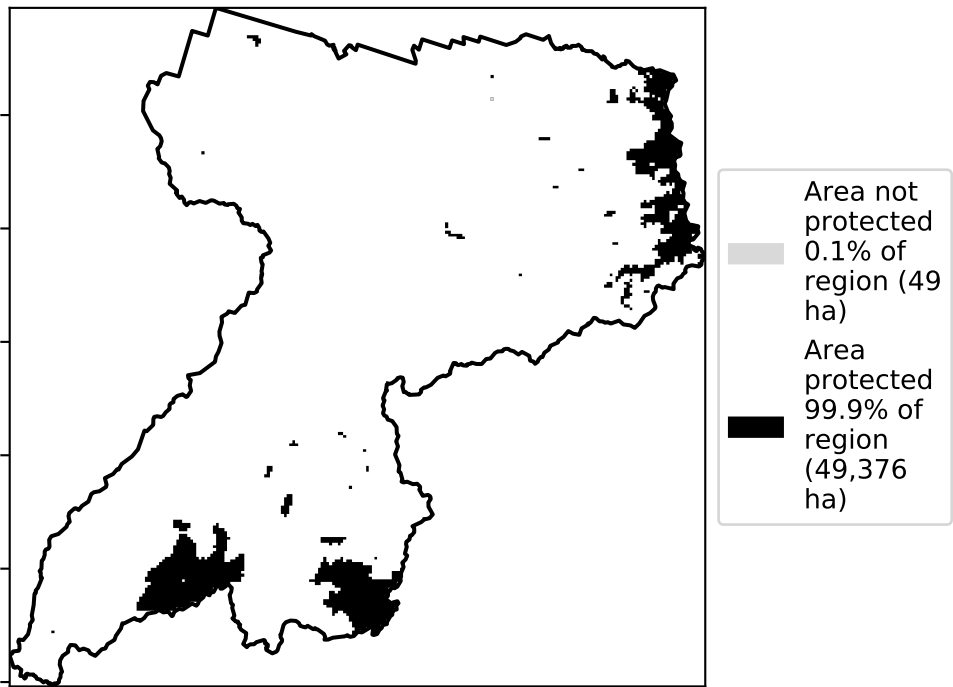 Area not
protected
0.1% of
region (49
ha)
Area
protected
99.9% of
region
(49,376
ha)